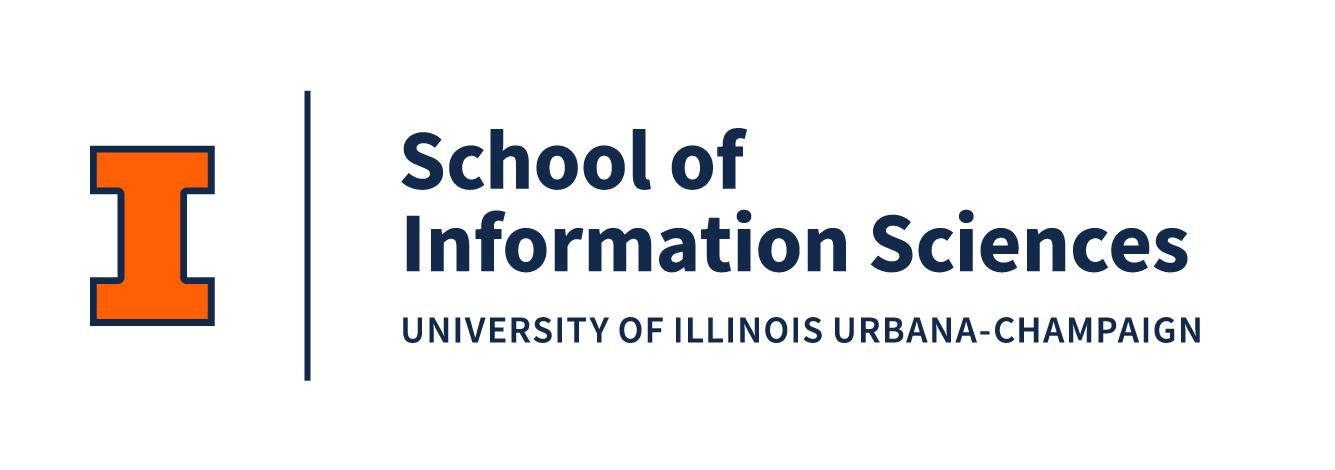 I
School of
Information Sciences
UNIVERSITY OF ILLINOIS URBANA-CHAMPAIGN